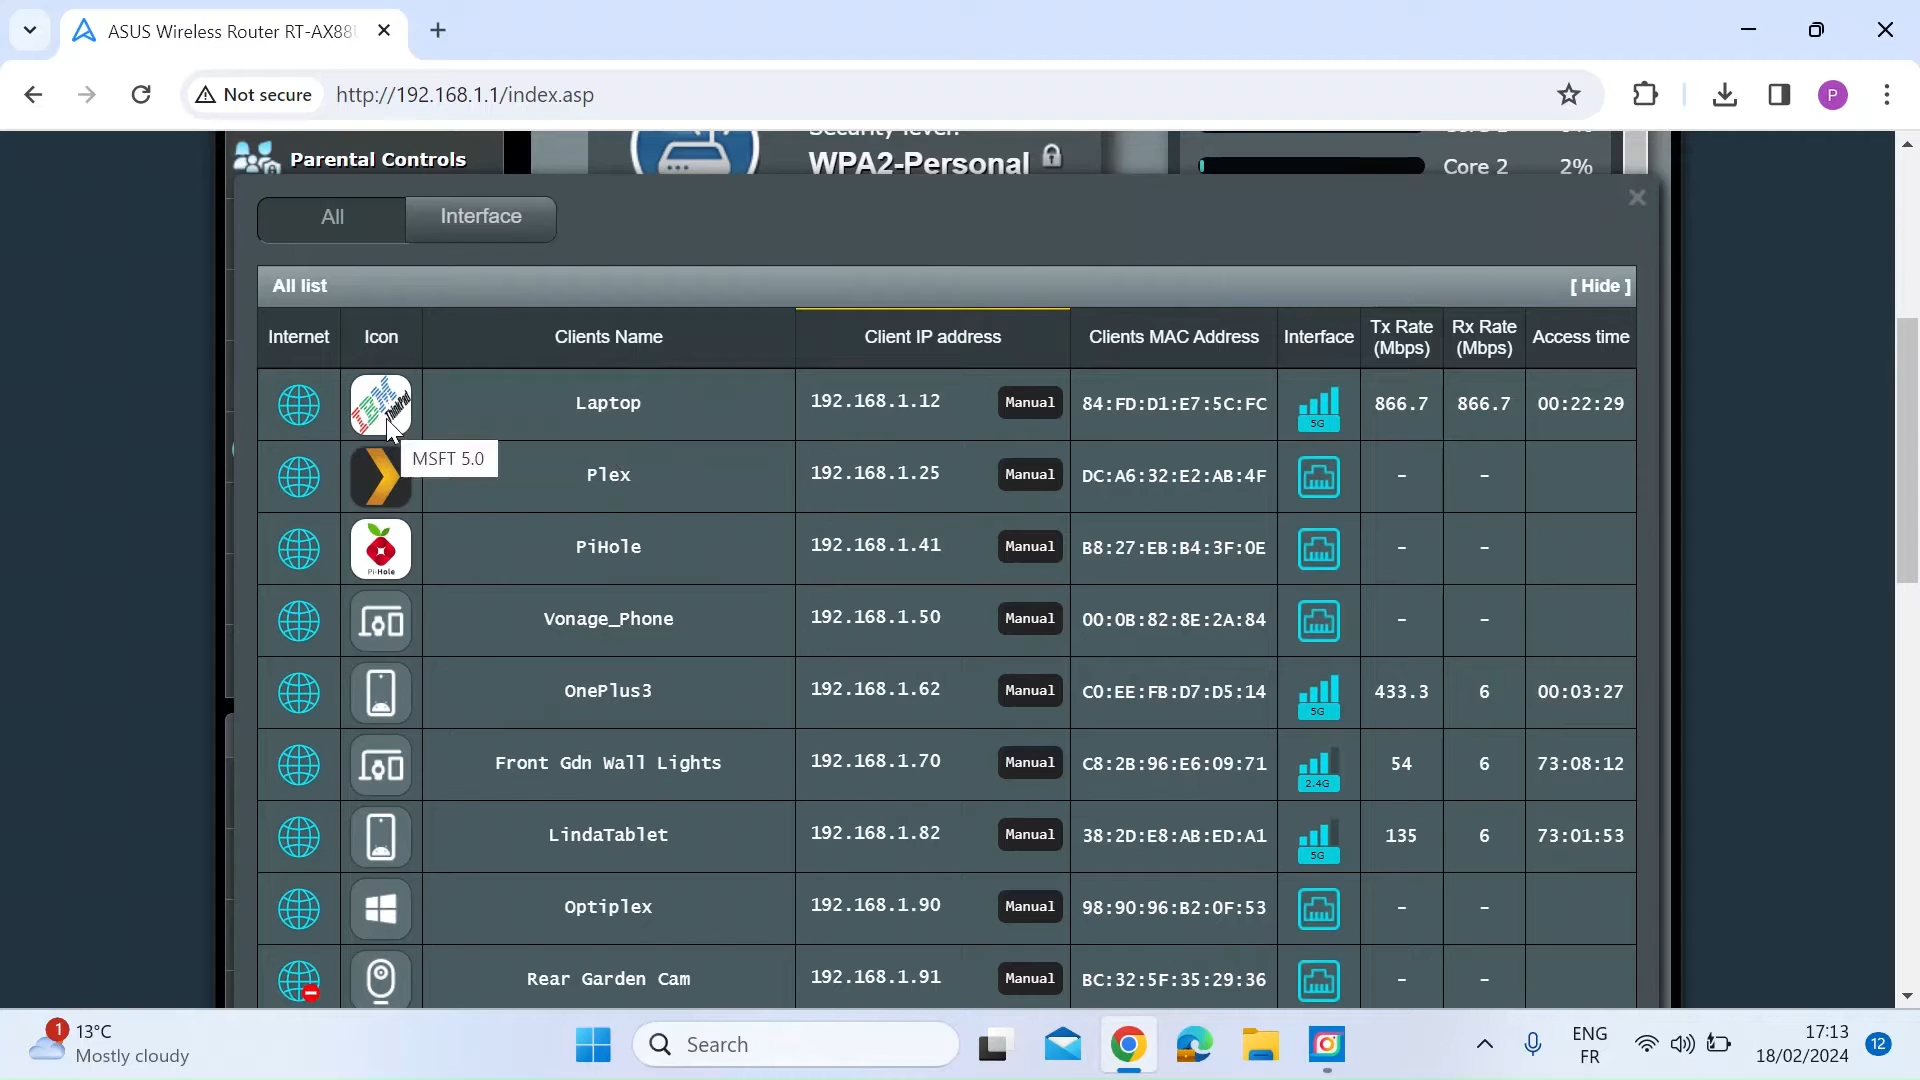 ASUS Wireless Router RT-AX88U
Not secure
http://192.168.1.1/index.asp
P
Parental Controls
Security level:
WPA2-Personal
Core 2 2%
All Interface
All list [ Hide ]
Internet Icon Clients Name Client IP address Clients MAC Address Interface Tx Rate (Mbps) Rx Rate (Mbps) Access time
IBM ThinkPad Laptop 192.168.1.12 Manual 84:FD:D1:E7:5C:FC 5G 866.7 866.7 00:22:29
MSFT 5.0
Plex 192.168.1.25 Manual DC:A6:32:E2:AB:4F - -
Pi-Hole PiHole 192.168.1.41 Manual B8:27:EB:B4:3F:0E - -
Vonage_Phone 192.168.1.50 Manual 00:0B:82:8E:2A:84 - -
OnePlus3 192.168.1.62 Manual C0:EE:FB:D7:D5:14 5G 433.3 6 00:03:27
Front Gdn Wall Lights 192.168.1.70 Manual C8:2B:96:E6:09:71 2.4G 54 6 73:08:12
LindaTablet 192.168.1.82 Manual 38:2D:E8:AB:ED:A1 5G 135 6 73:01:53
Optiplex 192.168.1.90 Manual 98:90:96:B2:0F:53 - -
Rear Garden Cam 192.168.1.91 Manual BC:32:5F:35:29:36 - -
1 13°C
Mostly cloudy
Search
ENG
FR
17:13
18/02/2024
12